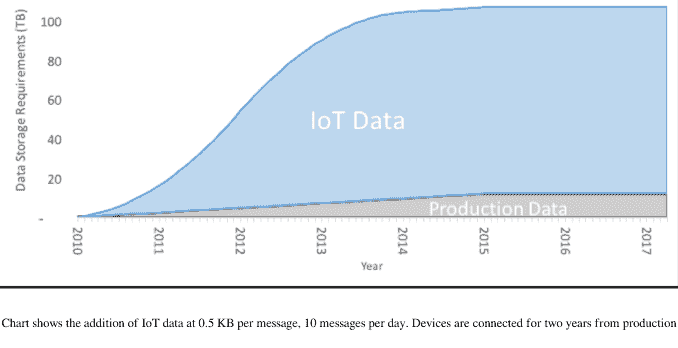 Data Storage Requirements (TB)
100
80
60
40
20
-
IoT Data
Production Data
2010
2011
2012
2013
2014
2015
2016
2017
Year
Chart shows the addition of IoT data at 0.5 KB per message, 10 messages per day. Devices are connected for two years from production